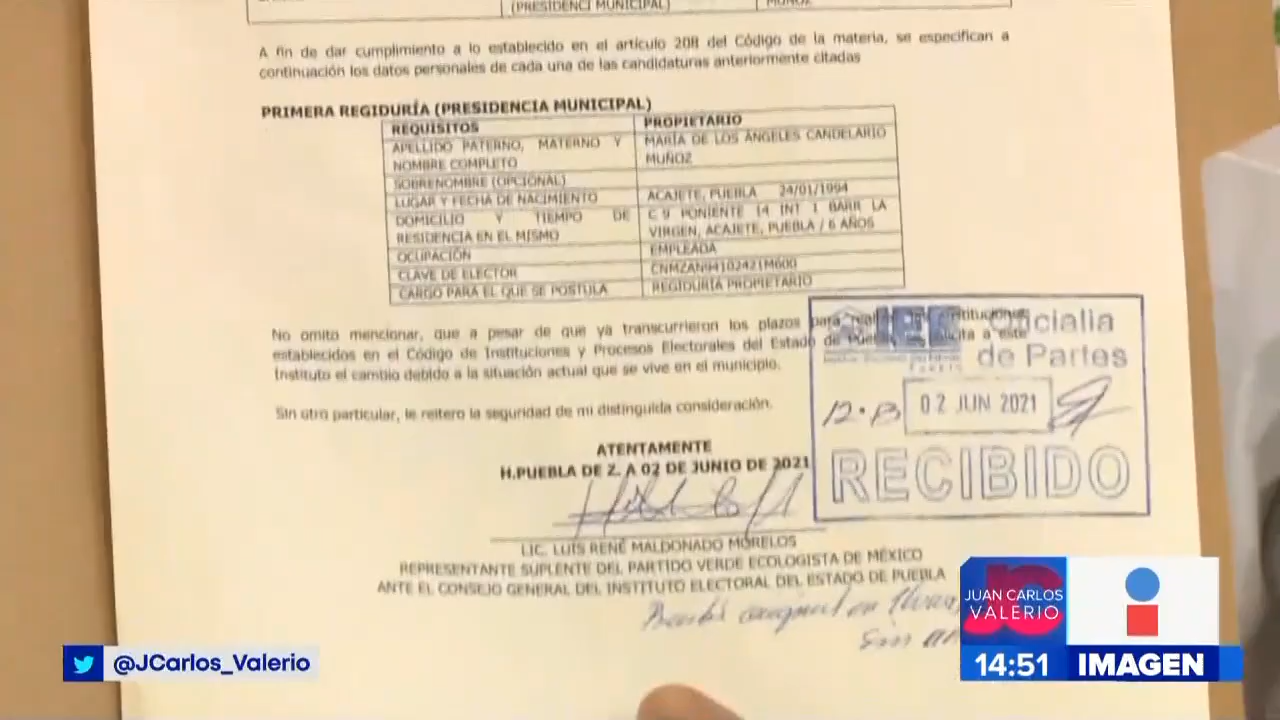 (PRESIDENCI MUNICIPAL) MUÑOZ
A fin de dar cumplimiento a lo establecido en el artículo 208 del Código de la materia, se especifican a
continuación los datos personales de cada una de las candidaturas anteriormente citadas
PRIMERA REGIDURÍA (PRESIDENCIA MUNICIPAL)
REQUISITOS PROPIETARIO
APELLIDO PATERNO, MATERNO Y NOMBRE COMPLETO MARÍA DE LOS ÁNGELES CANDELARIO MUÑOZ
SOBRENOMBRE (OPCIONAL)
LUGAR Y FECHA DE NACIMIENTO ACAJETE, PUEBLA 24/01/1994
DOMICILIO Y TIEMPO DE RESIDENCIA EN EL MISMO C 9 PONIENTE 14 INT 1 BARR LA VIRGEN, ACAJETE, PUEBLA / 6 AÑOS
OCUPACIÓN EMPLEADA
CLAVE DE ELECTOR
CARGO PARA EL QUE SE POSTULA REGIDURÍA PROPIETARIO
No omito mencionar, que a pesar de que ya transcurrieron los plazos para
establecidos en el Código de Instituciones y Procesos Electorales del Estado de a este
Instituto el cambio debido a la situación actual que se vive en el municipio.
Sin otro particular, le reitero la seguridad de mi distinguida consideración.
IEE Oficialia
de Partes
02 JUN 2021
RECIBIDO
ATENTAMENTE
H.PUEBLA DE Z. A 02 DE JUNIO DE 2021
LIC. LUIS RENÉ MALDONADO MORELOS
REPRESENTANTE SUPLENTE DEL PARTIDO VERDE ECOLOGISTA DE MÉXICO
ANTE EL CONSEJO GENERAL DEL INSTITUTO ELECTORAL DEL ESTADO DE PUEBLA
@JCarlos_Valerio
JC
JUAN CARLOS
VALERIO
14:51 IMAGEN